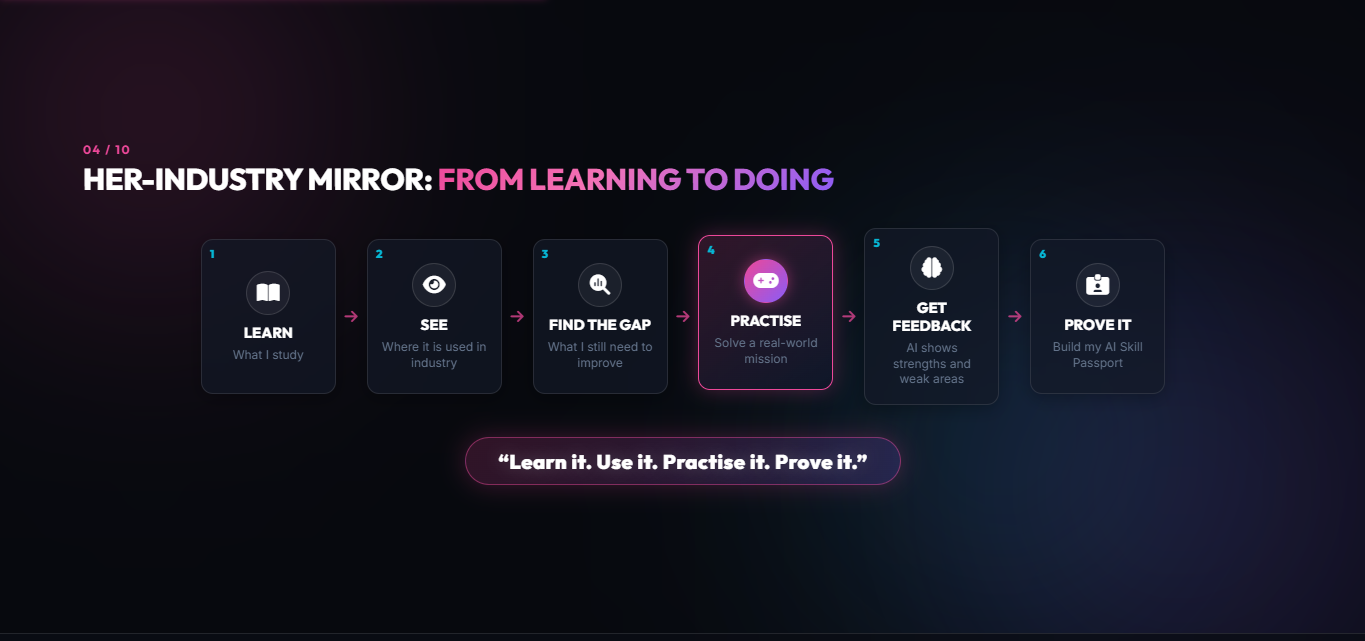 04 / 10
HER-INDUSTRY MIRROR: FROM LEARNING TO DOING
1
LEARN
What I study
2
SEE
Where it is used in
industry
3
FIND THE GAP
What I still need to
improve
4
PRACTISE
Solve a real-world
mission
5
GET
FEEDBACK
AI shows
strengths and
weak areas
6
PROVE IT
Build my AI Skill
Passport
“Learn it. Use it. Practise it. Prove it.”